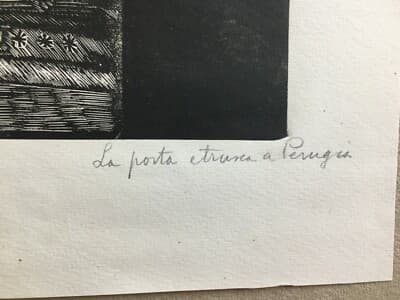 La porta etrusca a Perugia